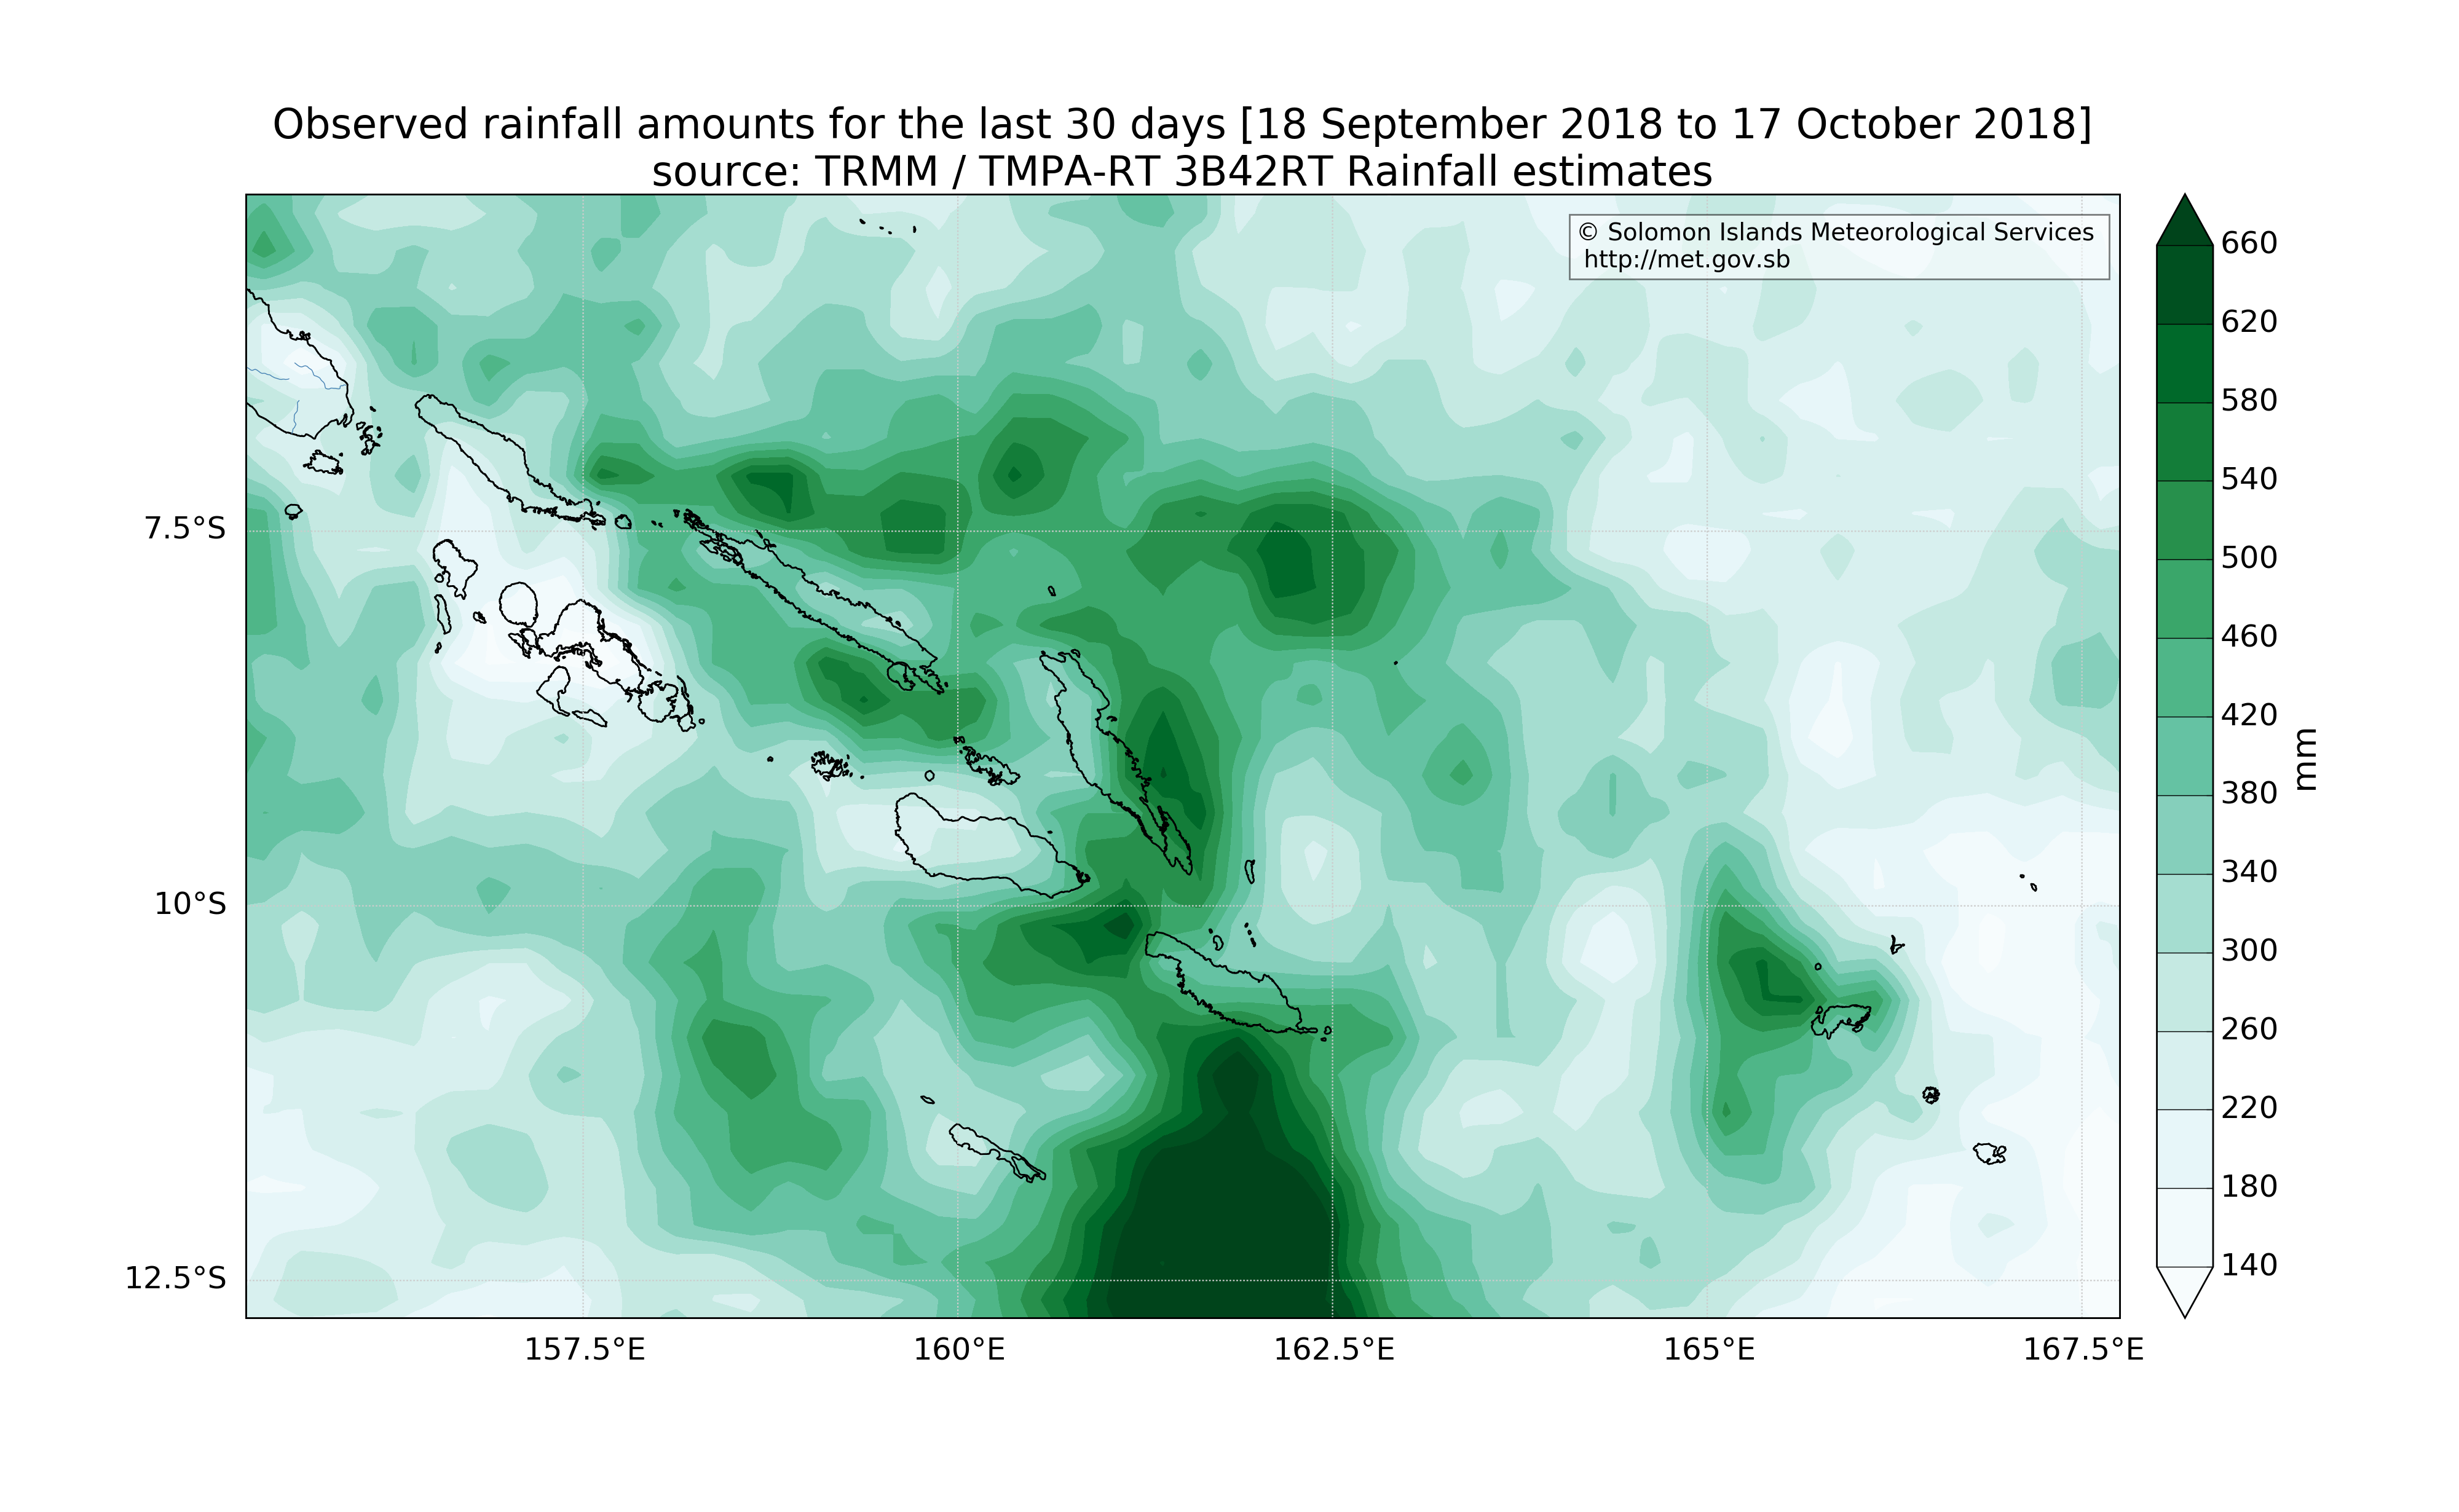 Observed rainfall amounts for the last 30 days [18 September 2018 to 17 October 2018]
source: TRMM / TMPA-RT 3B42RT Rainfall estimates
© Solomon Islands Meteorological Services
http://met.gov.sb
660
620
580
540
500
460
420
380
340
300
260
220
180
140
mm
7.5°S
10°S
12.5°S
157.5°E
160°E
162.5°E
165°E
167.5°E